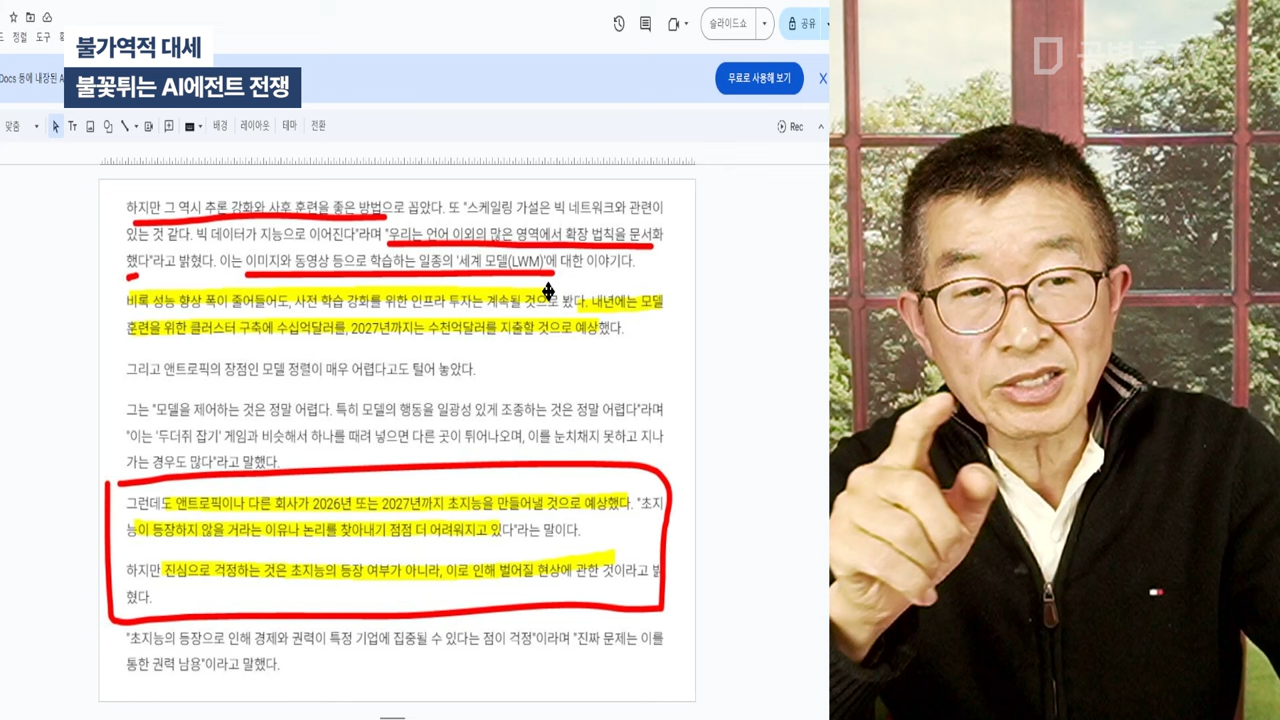 불가역적 대세
불꽃튀는 AI에전트 전쟁
정렬 도구
슬라이드쇼
공유
Docs 등에 내장된 A
무료로 사용해 보기
X
맞춤
배경 레이아웃 테마 전환
Rec
공병호TV
하지만 그 역시 추론 강화와 사후 훈련을 좋은 방법으로 꼽았다. 또 "스케일링 가설은 빅 네트워크와 관련이
있는 것 같다. 빅 데이터가 지능으로 이어진다"라며 "우리는 언어 이외의 많은 영역에서 확장 법칙을 문서화
했다"라고 밝혔다. 이는 이미지와 동영상 등으로 학습하는 일종의 '세계 모델(LWM)'에 대한 이야기다.
비록 성능 향상 폭이 줄어들어도, 사전 학습 강화를 위한 인프라 투자는 계속될 것으로 봤다. 내년에는 모델
훈련을 위한 클러스터 구축에 수십억달러를, 2027년까지는 수천억달러를 지출할 것으로 예상했다.
그리고 앤트로픽의 장점인 모델 정렬이 매우 어렵다고도 털어 놓았다.
그는 "모델을 제어하는 것은 정말 어렵다. 특히 모델의 행동을 일괄성 있게 조종하는 것은 정말 어렵다"라며
"이는 '두더쥐 잡기' 게임과 비슷해서 하나를 때려 넣으면 다른 곳이 튀어나오며, 이를 눈치채지 못하고 지나
가는 경우도 많다"라고 말했다.
그런데도 앤트로픽이나 다른 회사가 2026년 또는 2027년까지 초지능을 만들어낼 것으로 예상했다. "초지
능이 등장하지 않을 거라는 이유나 논리를 찾아내기 점점 더 어려워지고 있다"라는 말이다.
하지만 진심으로 걱정하는 것은 초지능의 등장 여부가 아니라, 이로 인해 벌어질 현상에 관한 것이라고 밝
혔다.
"초지능의 등장으로 인해 경제와 권력이 특정 기업에 집중될 수 있다는 점이 걱정"이라며 "진짜 문제는 이를
통한 권력 남용"이라고 말했다.